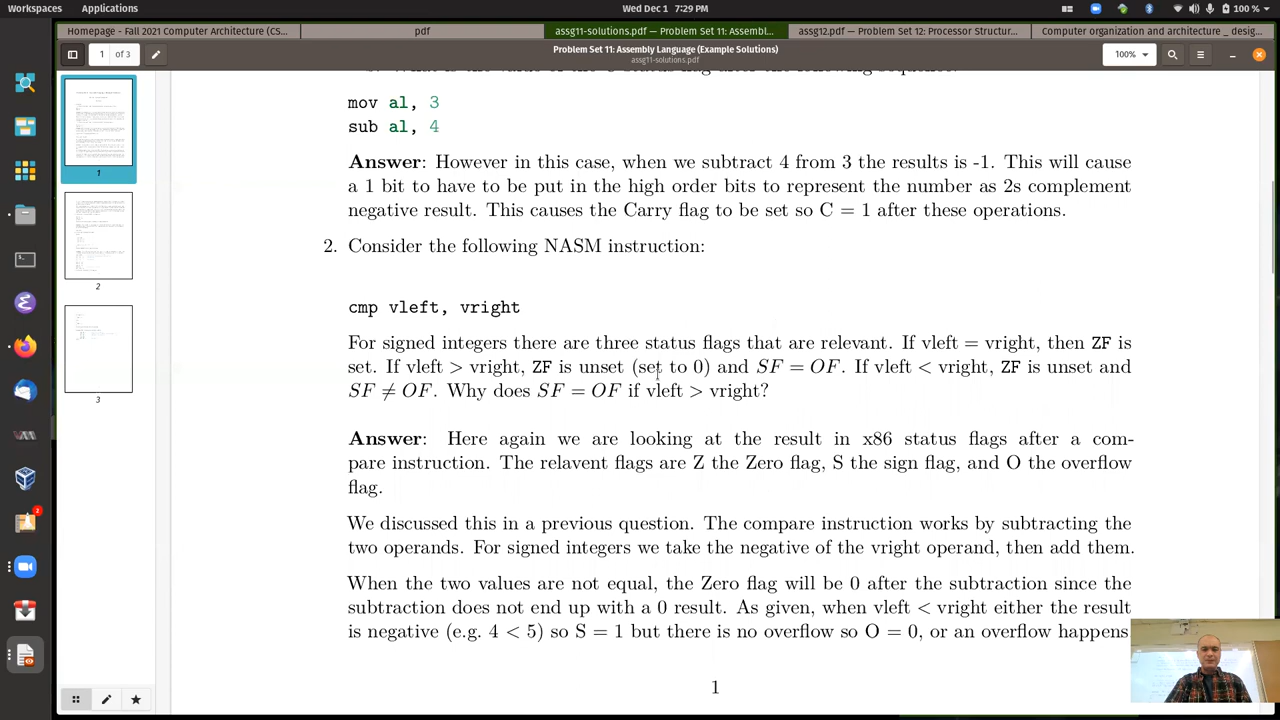 Workspaces Applications Wed Dec 1 7:29 PM 100 %
Homepage - Fall 2021 Computer Architecture (CS... pdf assg11-solutions.pdf — Problem Set 11: Assembl... assg12.pdf — Problem Set 12: Processor Structur... Computer organization and architecture _ desig...
1 of 3 Problem Set 11: Assembly Language (Example Solutions) 100%
assg11-solutions.pdf
mov al, 3
sub al, 4
Answer: However in this case, when we subtract 4 from 3 the results is -1. This will cause
a 1 bit to have to be put in the high order bits to represent the number as 2s complement
negative result. This causes the Carry flag to be set, so C = 1 after these operations.
2. Consider the following NASM instruction:
cmp vleft, vright
For signed integers there are three status flags that are relevant. If vleft = vright, then ZF is
set. If vleft > vright, ZF is unset (set to 0) and SF = OF. If vleft < vright, ZF is unset and
SF ≠ OF. Why does SF = OF if vleft > vright?
Answer: Here again we are looking at the result in x86 status flags after a com-
pare instruction. The relavent flags are Z the Zero flag, S the sign flag, and O the overflow
flag.
We discussed this in a previous question. The compare instruction works by subtracting the
two operands. For signed integers we take the negative of the vright operand, then add them.
When the two values are not equal, the Zero flag will be 0 after the subtraction since the
subtraction does not end up with a 0 result. As given, when vleft < vright either the result
is negative (e.g. 4 < 5) so S = 1 but there is no overflow so O = 0, or an overflow happens
1
1
2
3
2